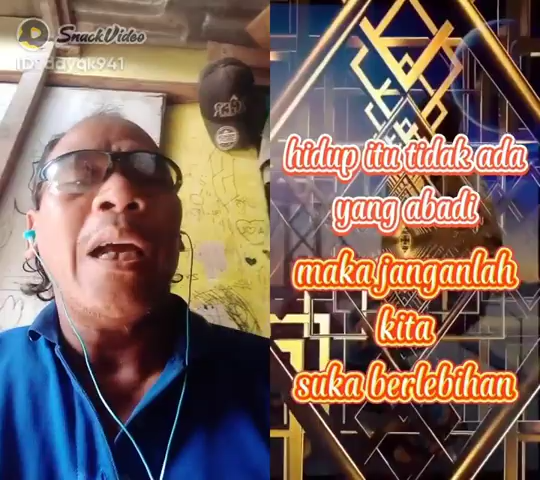 SnackVideo
hidup itu tidak ada
yang abadi
maka janganlah
kita
suka berlebihan